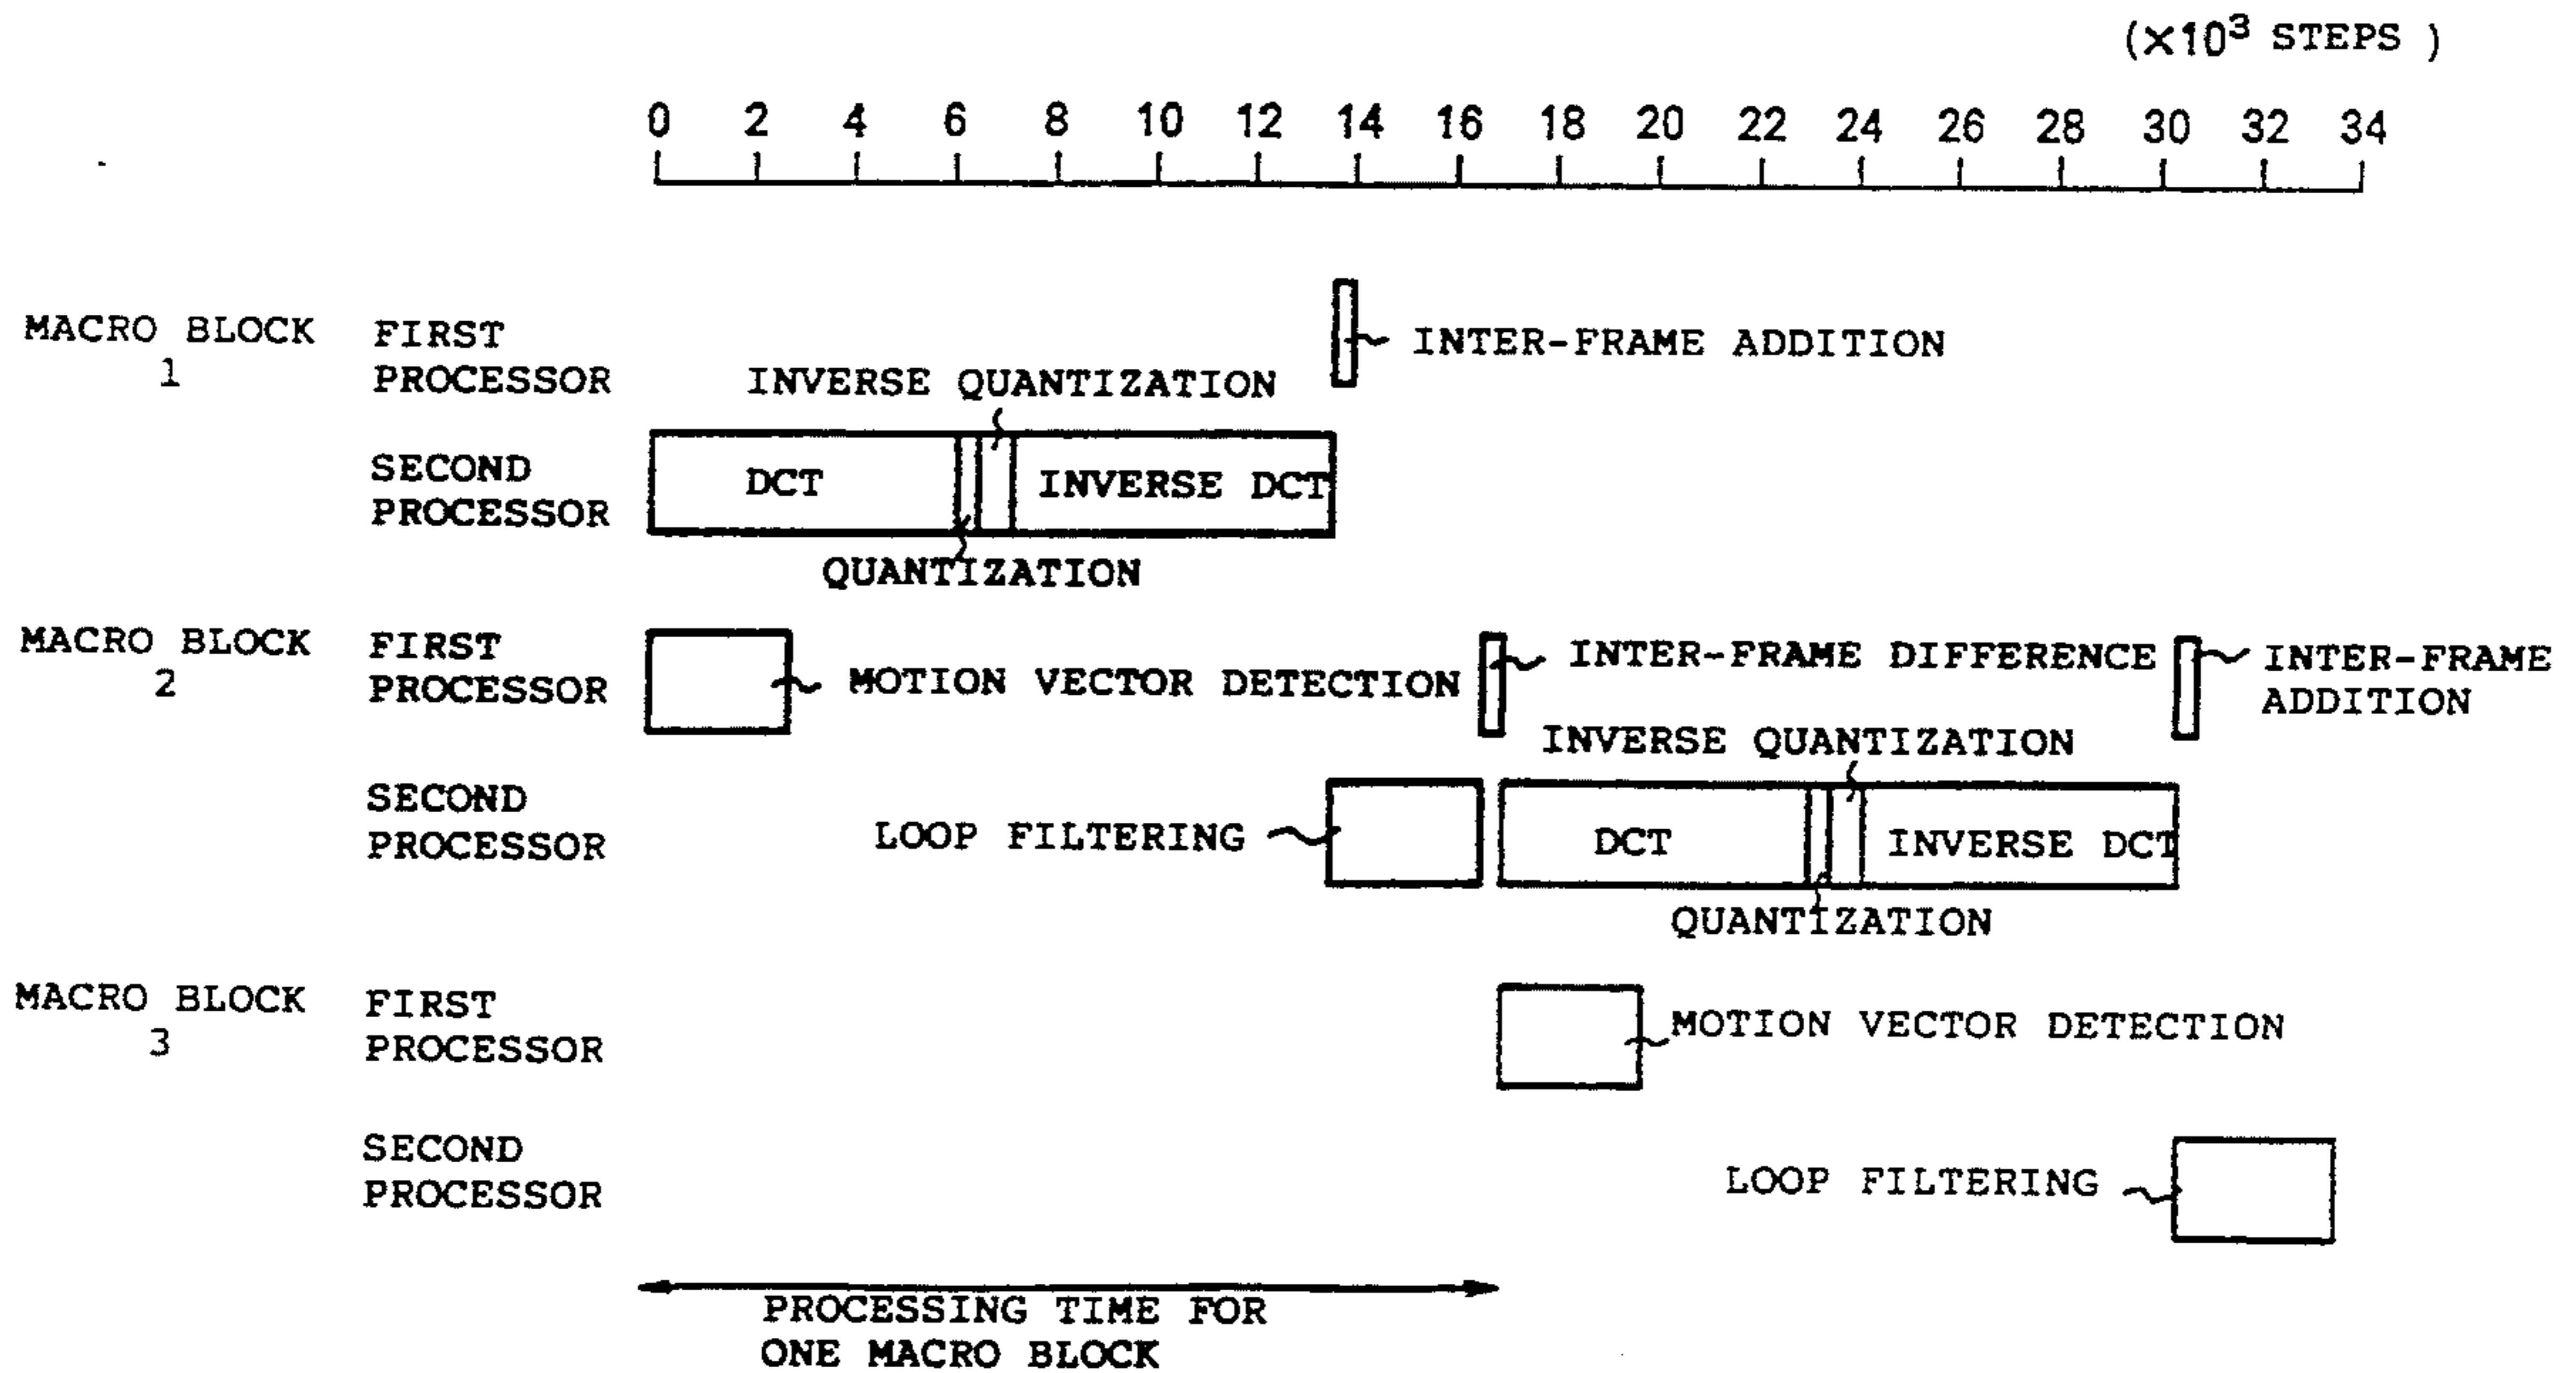 (×10³ STEPS )
0 2 4 6 8 10 12 14 16 18 20 22 24 26 28 30 32 34
MACRO BLOCK
1
FIRST
PROCESSOR
INTER-FRAME ADDITION
INVERSE QUANTIZATION
SECOND
PROCESSOR
DCT
INVERSE DCT
QUANTIZATION
MACRO BLOCK
2
FIRST
PROCESSOR
MOTION VECTOR DETECTION
INTER-FRAME DIFFERENCE
INTER-FRAME
ADDITION
INVERSE QUANTIZATION
SECOND
PROCESSOR
LOOP FILTERING
DCT
INVERSE DCT
QUANTIZATION
MACRO BLOCK
3
FIRST
PROCESSOR
MOTION VECTOR DETECTION
SECOND
PROCESSOR
LOOP FILTERING
PROCESSING TIME FOR
ONE MACRO BLOCK